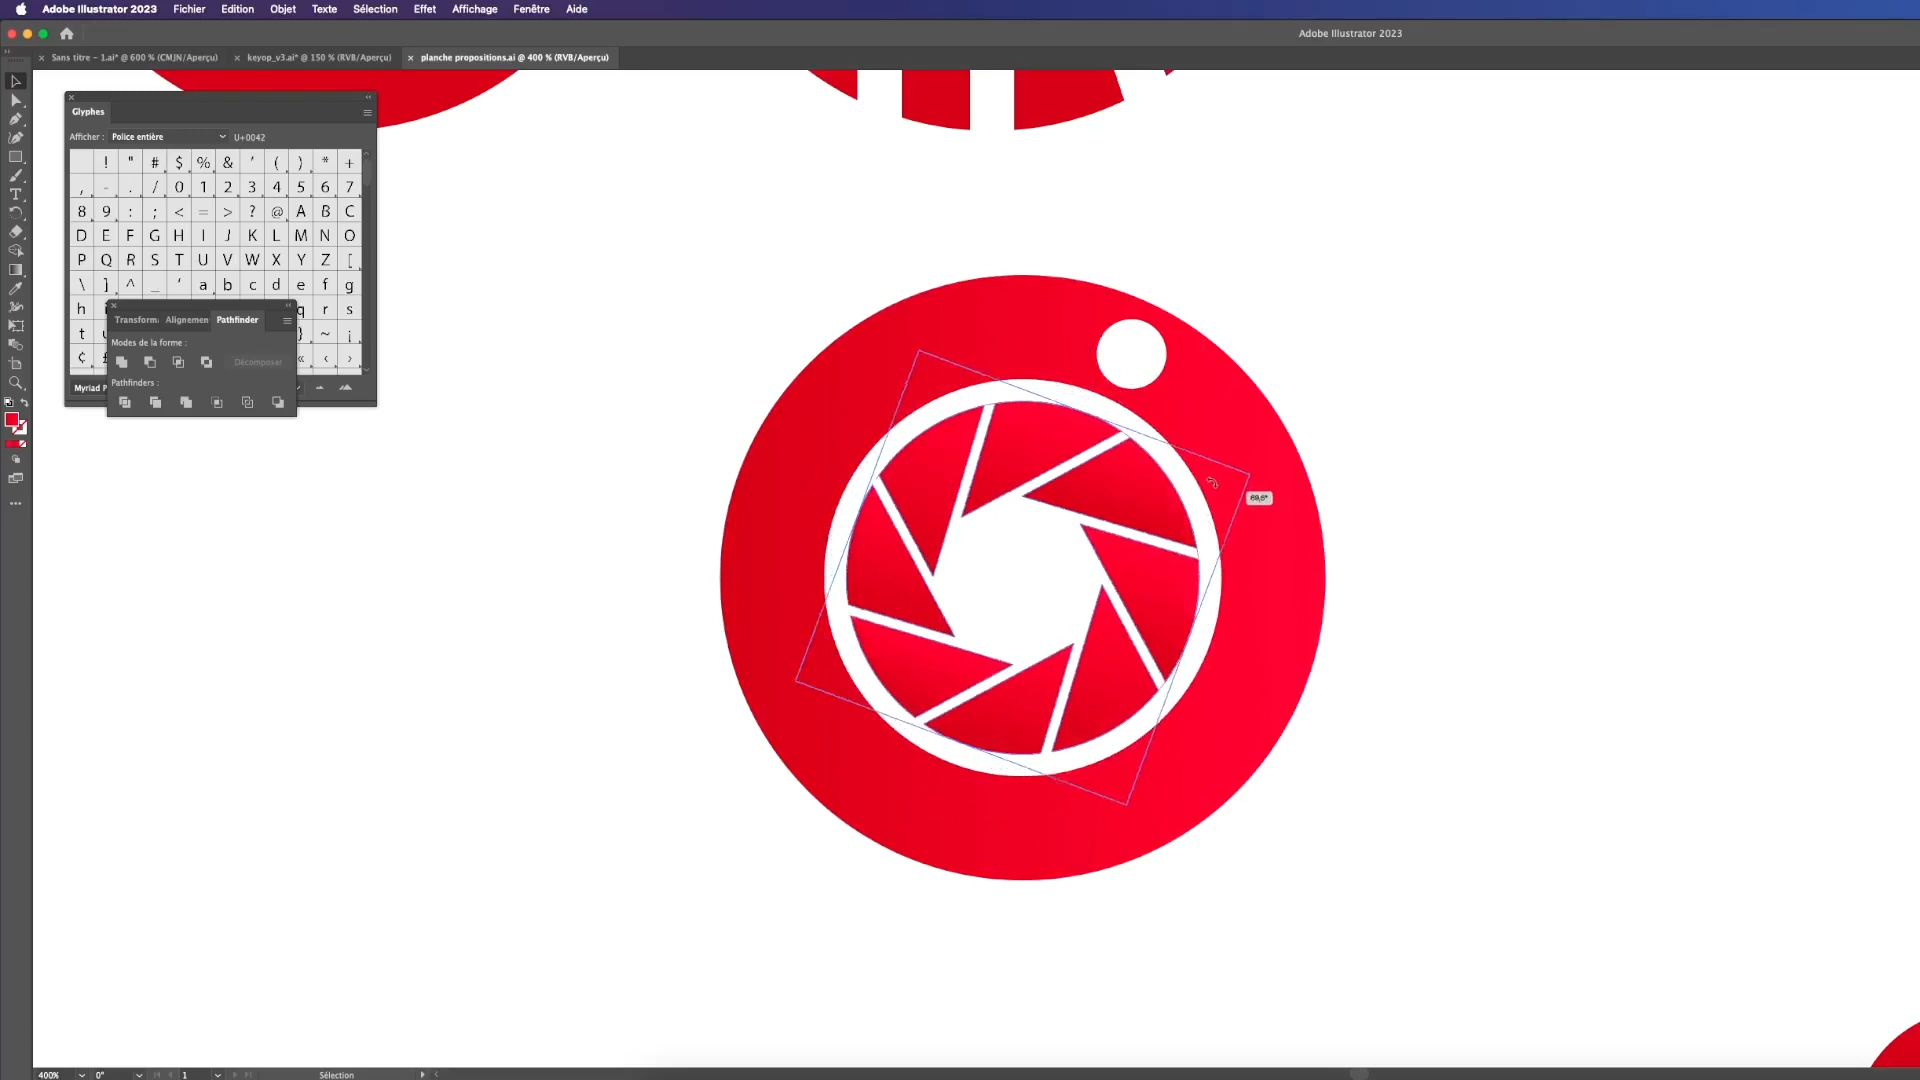 Adobe Illustrator 2023 Fichier Edition Objet Texte Sélection Effet Affichage Fenêtre Aide
Adobe Illustrator 2023
Sans titre - 1.ai* @ 600 % (CMJN/Aperçu) keyop_v3.ai* @ 150 % (RVB/Aperçu) planche propositions.ai @ 400 % (RVB/Aperçu)
Glyphes
Afficher : Police entière U+0042
! " # $ % & ' ( ) * +
, - . / 0 1 2 3 4 5 6 7
8 9 : ; < = > ? @ A B C
D E F G H I J K L M N O
P Q R S T U V W X Y Z [
\ ] ^ _ ‘ a b c d e f g
h q r s
t } ~ ¡
¢ « ‹ ›
Transform Alignemen Pathfinder
Modes de la forme :
Décomposer
Pathfinders :
Myriad P
69,6°
400% 0° 1 Sélection